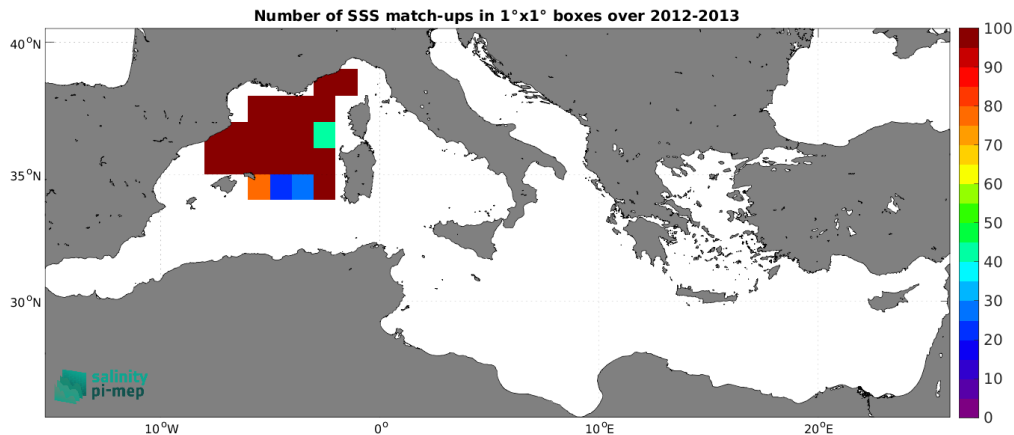 Number of SSS match-ups in 1°x1° boxes over 2012-2013
40°N
35°N
30°N
10°W
0°
10°E
20°E
100
90
80
70
60
50
40
30
20
10
0
salinity
pi-mep